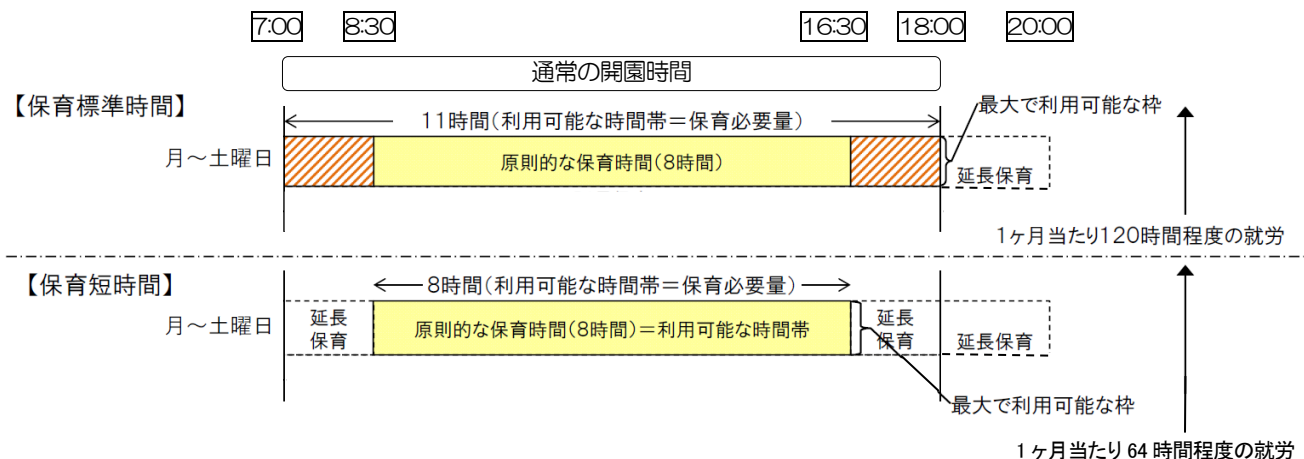 7:00 8:30 16:30 18:00 20:00
通常の開園時間
【保育標準時間】
最大で利用可能な枠
11時間(利用可能な時間帯=保育必要量)
月~土曜日
原則的な保育時間(8時間)
延長保育
1ヶ月当たり120時間程度の就労
【保育短時間】
8時間(利用可能な時間帯=保育必要量)
月~土曜日
延長
保育
原則的な保育時間(8時間)=利用可能な時間帯
延長
保育
延長保育
最大で利用可能な枠
1ヶ月当たり64時間程度の就労